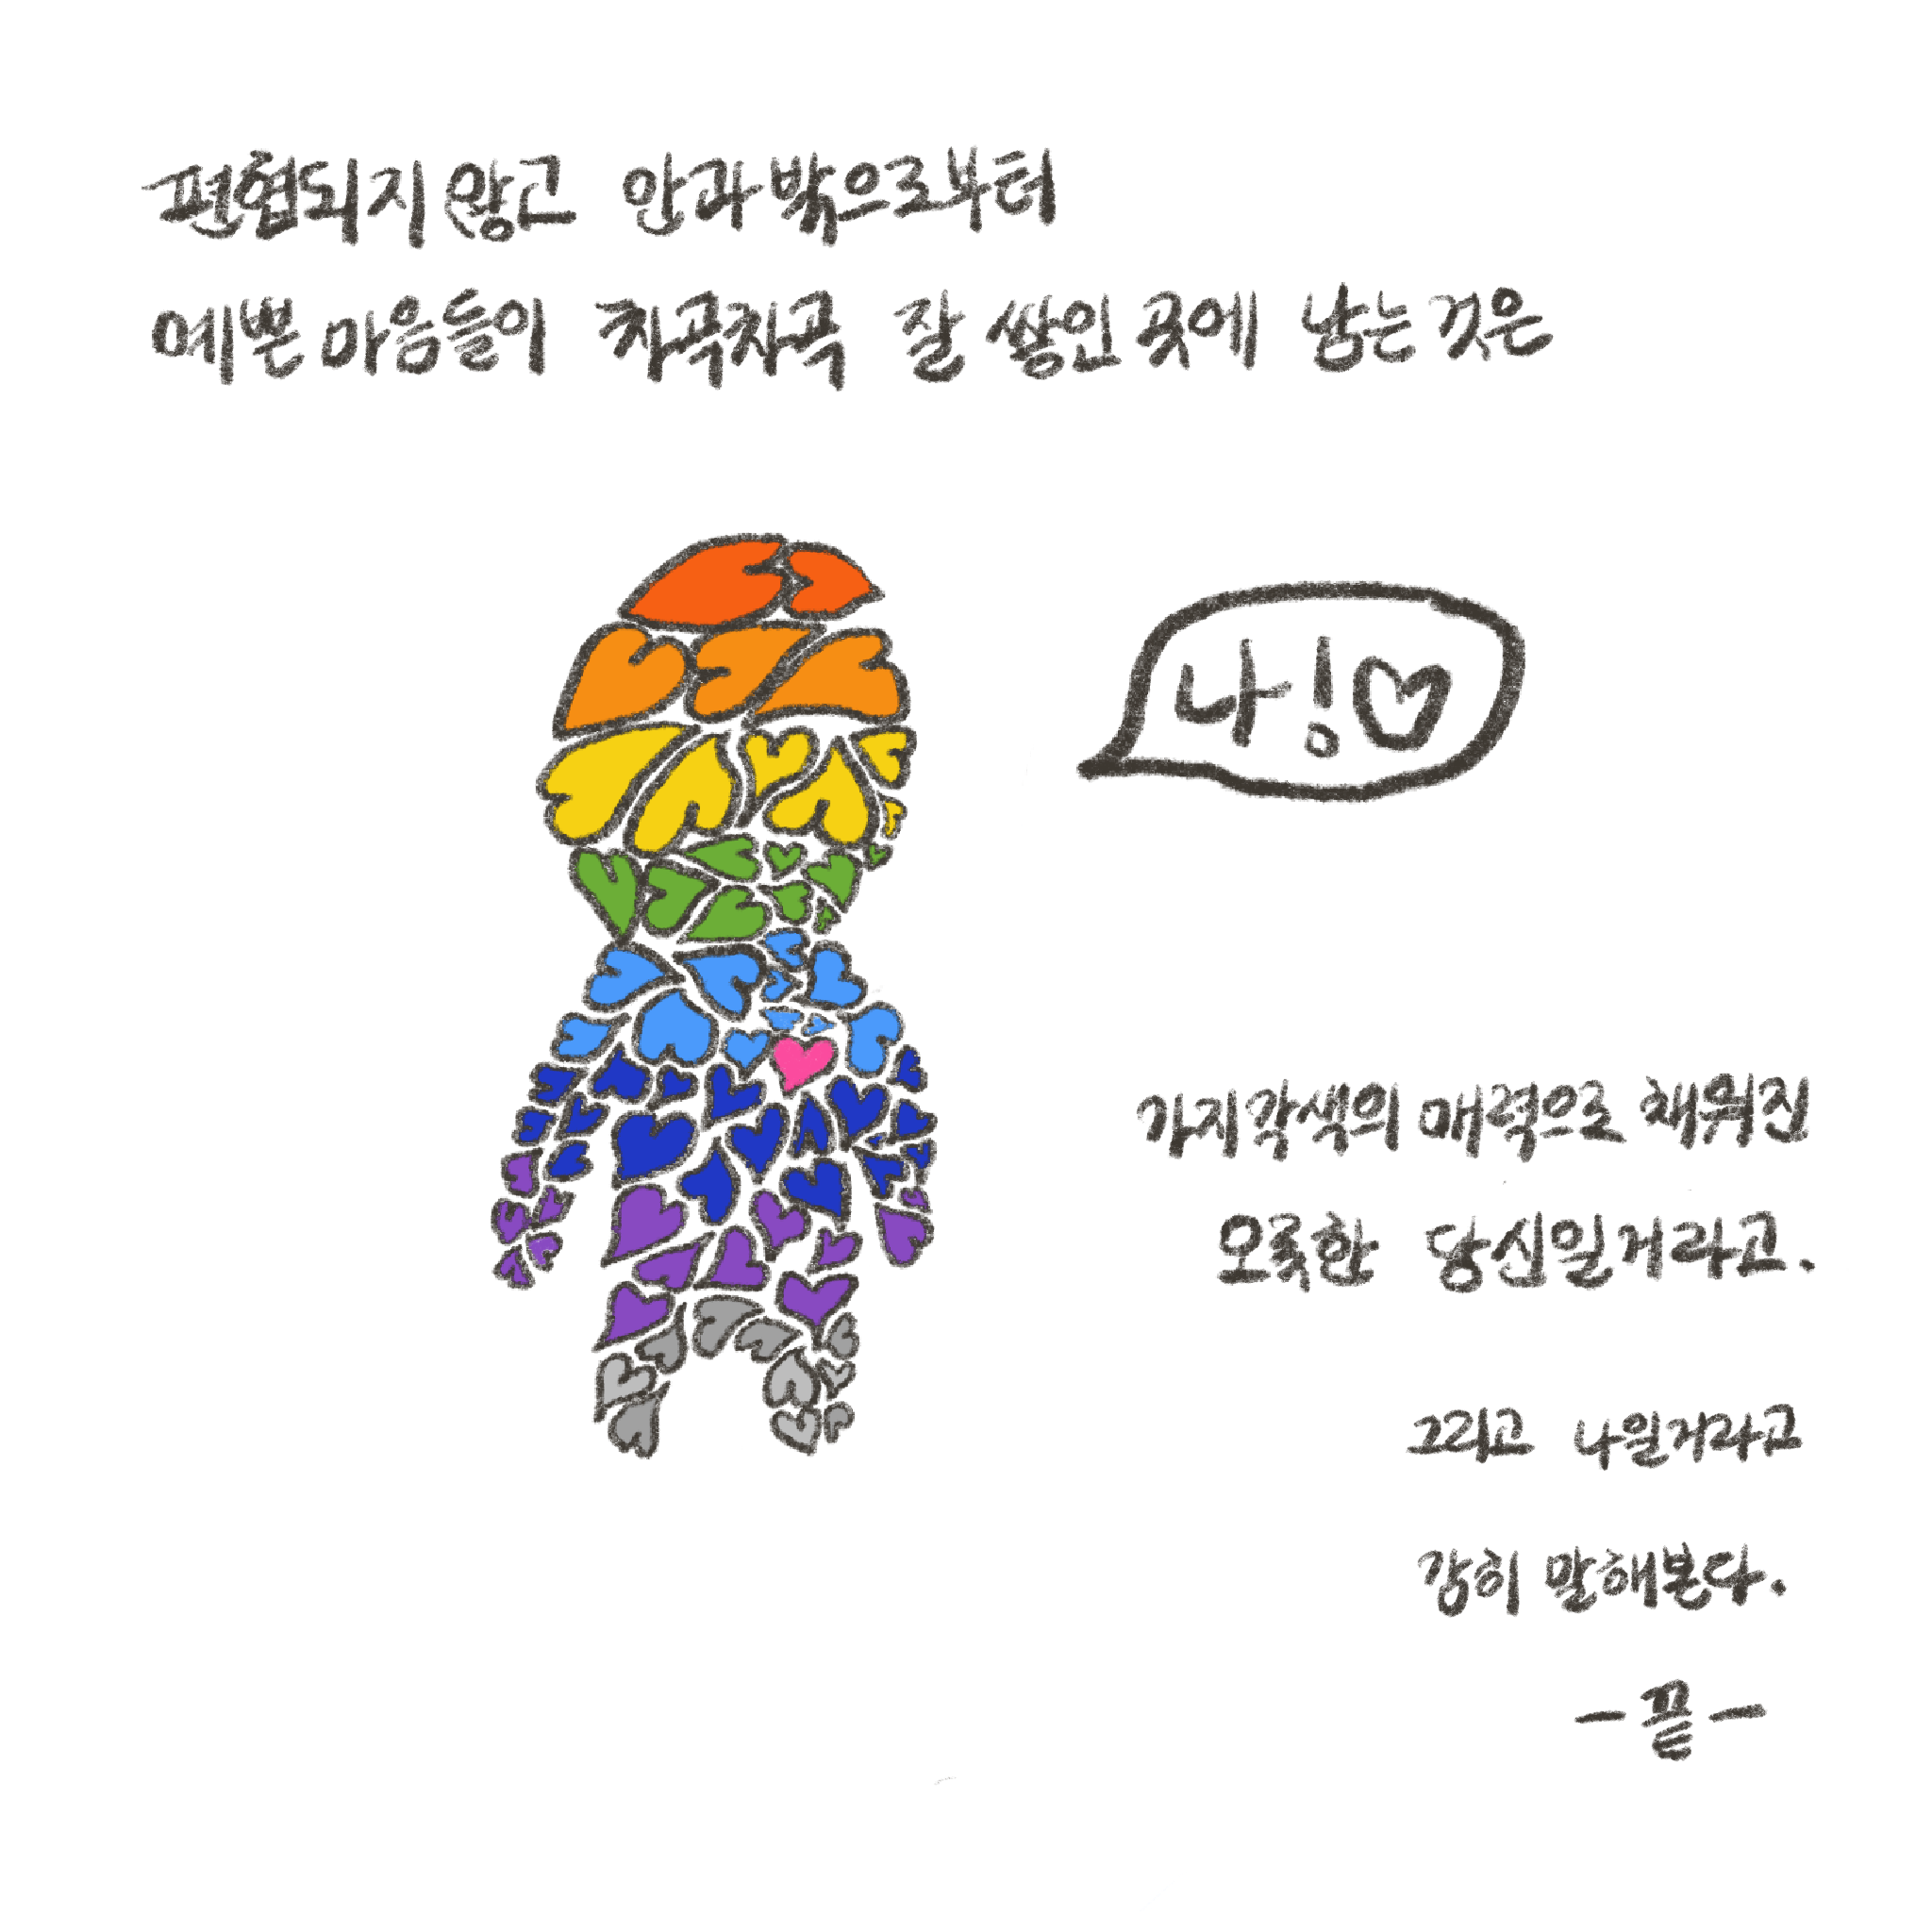 편협되지 않고 안과 밖으로부터
예쁜 마음들이 차곡차곡 잘 쌓인 곳에 남는 것은
나!♡
가지각색의 매력으로 채워진
오롯한 당신일거라고.
그리고 나일거라고
감히 말해본다.
-끝-